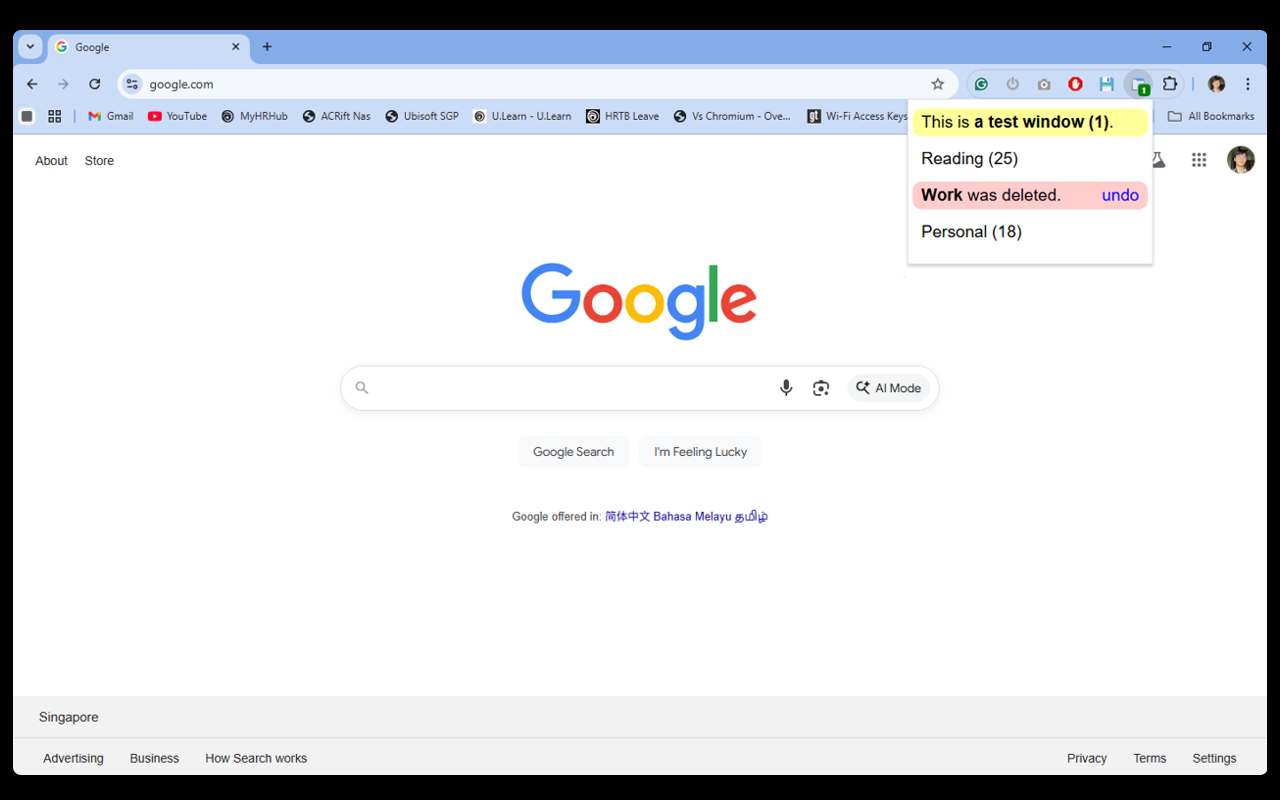 Google
google.com
1
Gmail YouTube MyHRHub ACRift Nas Ubisoft SGP U.Learn - U.Learn HRTB Leave Vs Chromium - Ove... gt Wi-Fi Access Keys All Bookmarks
This is a test window (1).
Reading (25)
Work was deleted. undo
Personal (18)
About Store
Google
AI Mode
Google Search I'm Feeling Lucky
Google offered in: 简体中文 Bahasa Melayu தமிழ்
Singapore
Advertising Business How Search works Privacy Terms Settings